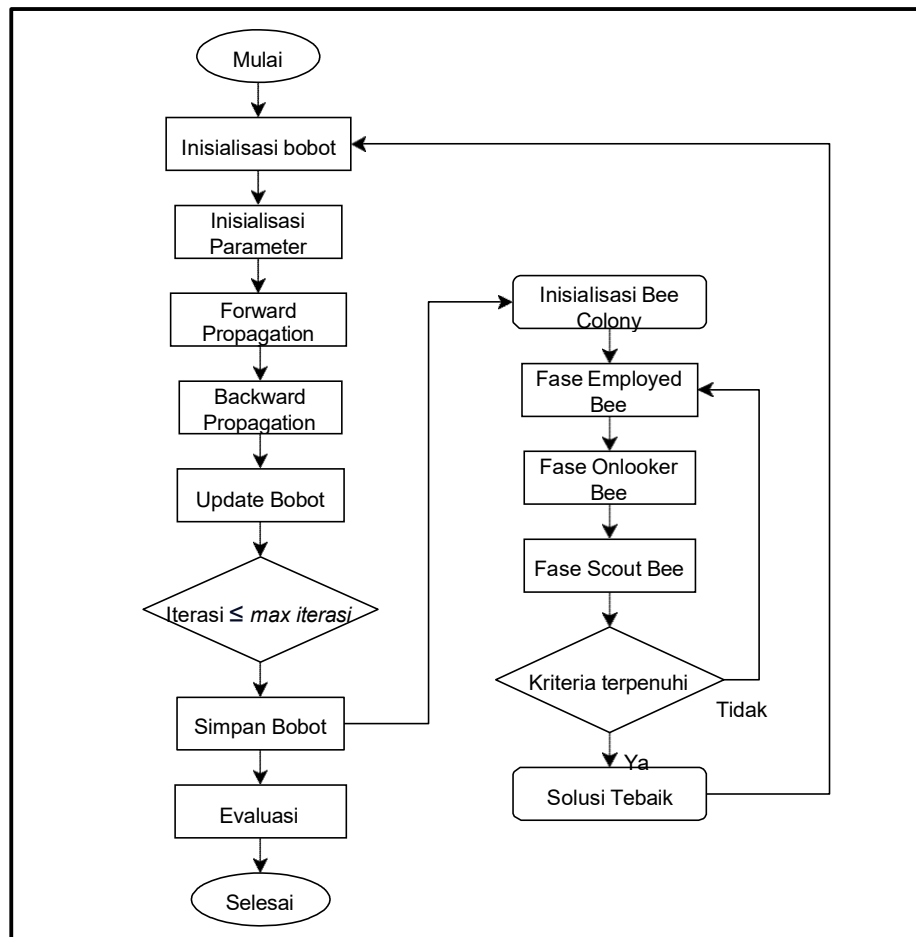 Mulai
Inisialisasi bobot
Inisialisasi
Parameter
Forward
Propagation
Backward
Propagation
Update Bobot
Iterasi ≤ max iterasi
Simpan Bobot
Evaluasi
Selesai
Inisialisasi Bee
Colony
Fase Employed
Bee
Fase Onlooker
Bee
Fase Scout Bee
Kriteria terpenuhi
Tidak
Ya
Solusi Tebaik